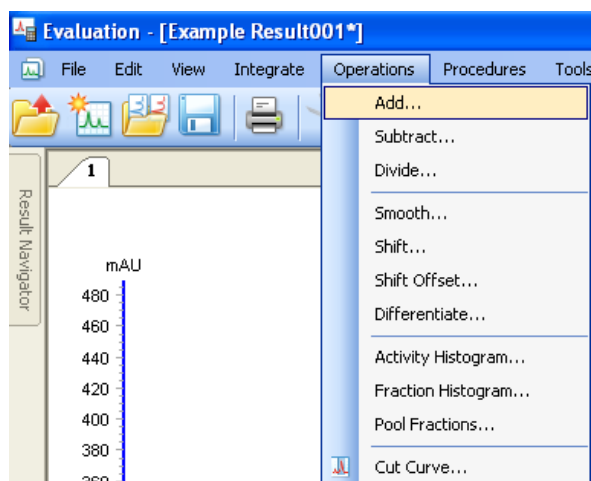 Evaluation - [Example Result001*]
File Edit View Integrate Operations Procedures Tools
Add...
Subtract...
Divide...
Smooth...
Shift...
Shift Offset...
Differentiate...
Activity Histogram...
Fraction Histogram...
Pool Fractions...
Cut Curve...
Result Navigator
1
mAU
480
460
440
420
400
380